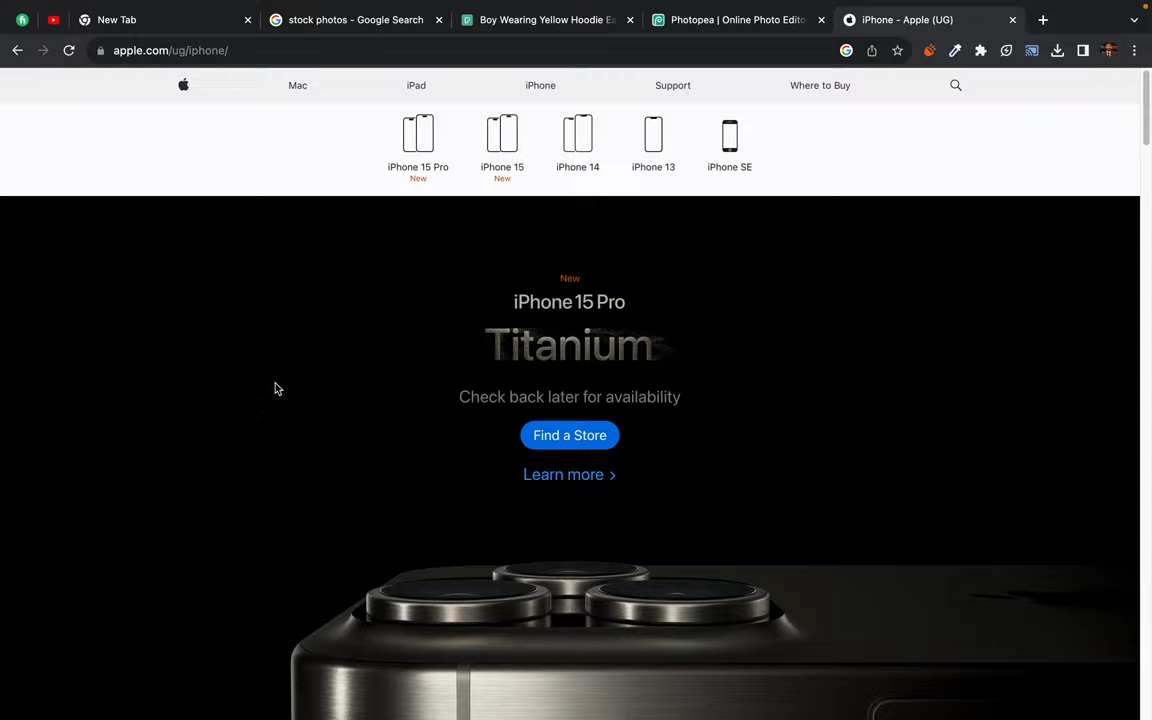 New Tab
stock photos - Google Search
Boy Wearing Yellow Hoodie Ea
Photopea | Online Photo Edito
iPhone - Apple (UG)
apple.com/ug/iphone/
Mac
iPad
iPhone
Support
Where to Buy
iPhone 15 Pro
New
iPhone 15
New
iPhone 14
iPhone 13
iPhone SE
New
iPhone 15 Pro
Titanium
Check back later for availability
Find a Store
Learn more >